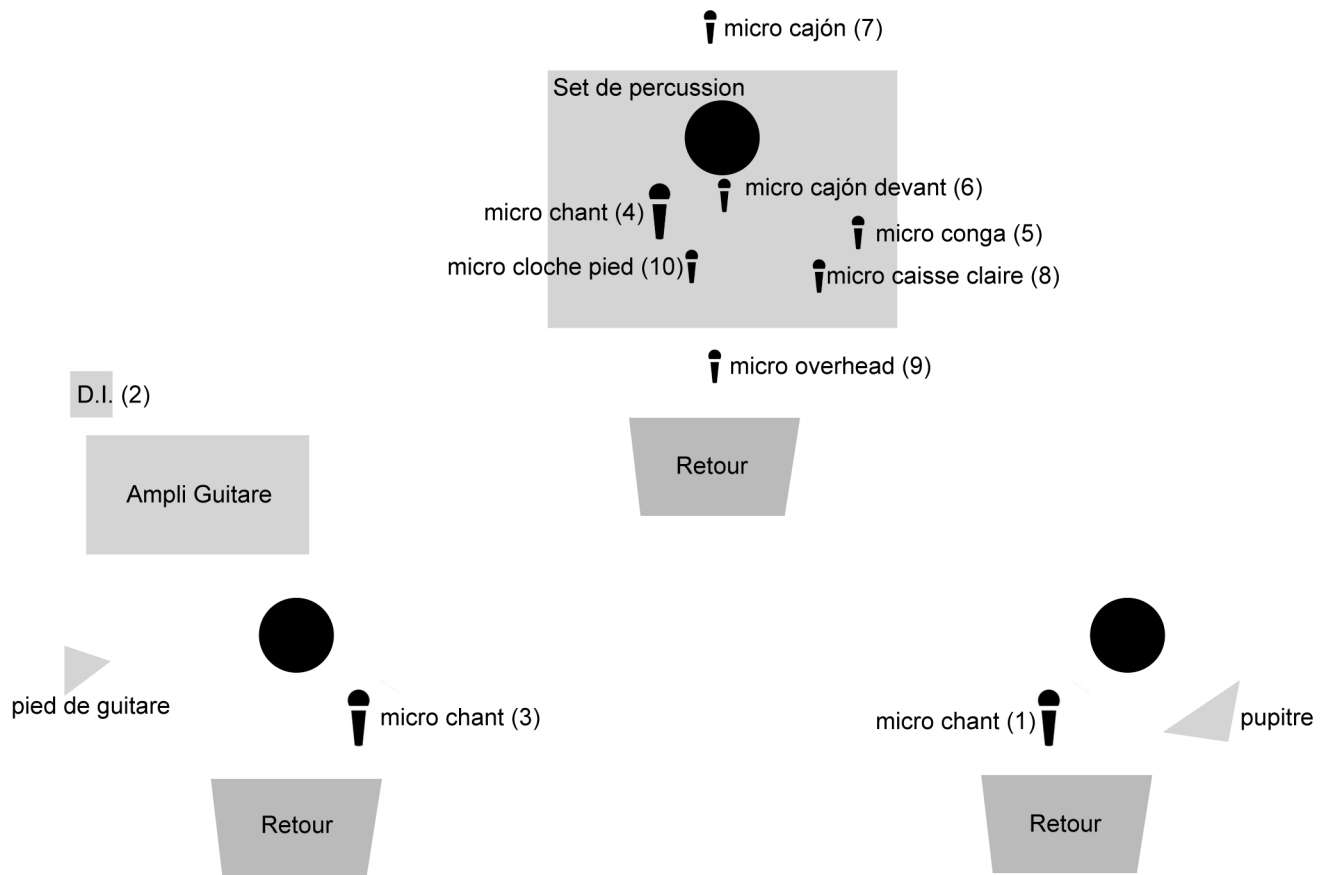 micro cajón (7)
Set de percussion
micro cajón devant (6)
micro chant (4)
micro conga (5)
micro cloche pied (10)
micro caisse claire (8)
micro overhead (9)
D.I. (2)
Retour
Ampli Guitare
pied de guitare
micro chant (3)
micro chant (1)
pupitre
Retour
Retour